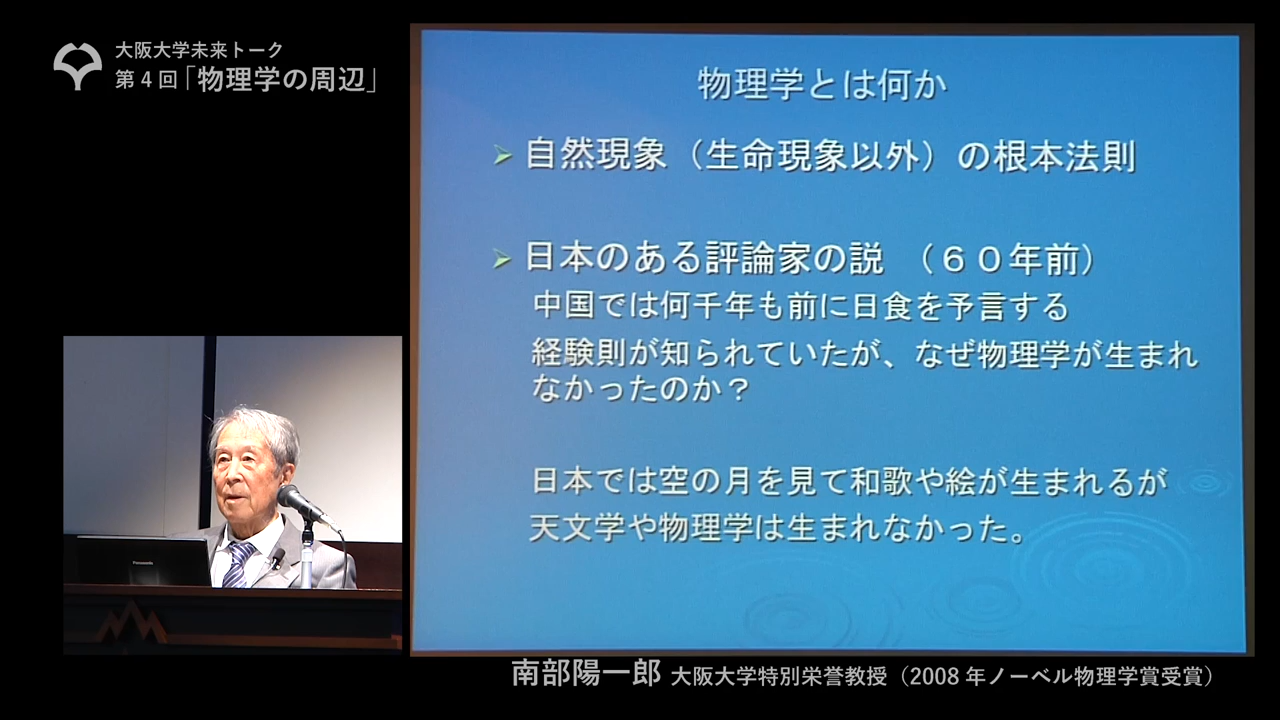 大阪大学未来トーク
第4回「物理学の周辺」
物理学とは何か
自然現象（生命現象以外）の根本法則
日本のある評論家の説　（６０年前）
中国では何千年も前に日食を予言する
経験則が知られていたが、なぜ物理学が生まれ
なかったのか？
日本では空の月を見て和歌や絵が生まれるが
天文学や物理学は生まれなかった。
Panasonic
南部陽一郎 大阪大学特別栄誉教授（2008年ノーベル物理学賞受賞）